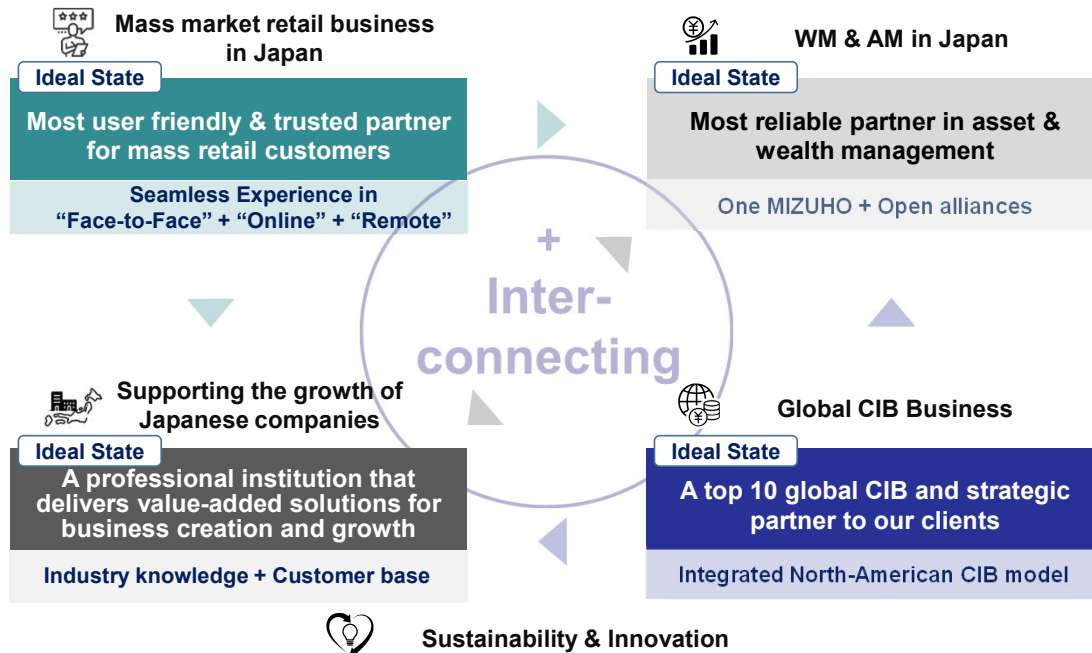 Mass market retail business
in Japan
Ideal State
Most user friendly & trusted partner
for mass retail customers
Seamless Experience in
“Face-to-Face” + “Online” + “Remote”
WM & AM in Japan
Ideal State
Most reliable partner in asset &
wealth management
One MIZUHO + Open alliances
+
Inter-
connecting
Supporting the growth of
Japanese companies
Ideal State
A professional institution that
delivers value-added solutions for
business creation and growth
Industry knowledge + Customer base
Global CIB Business
Ideal State
A top 10 global CIB and strategic
partner to our clients
Integrated North-American CIB model
Sustainability & Innovation